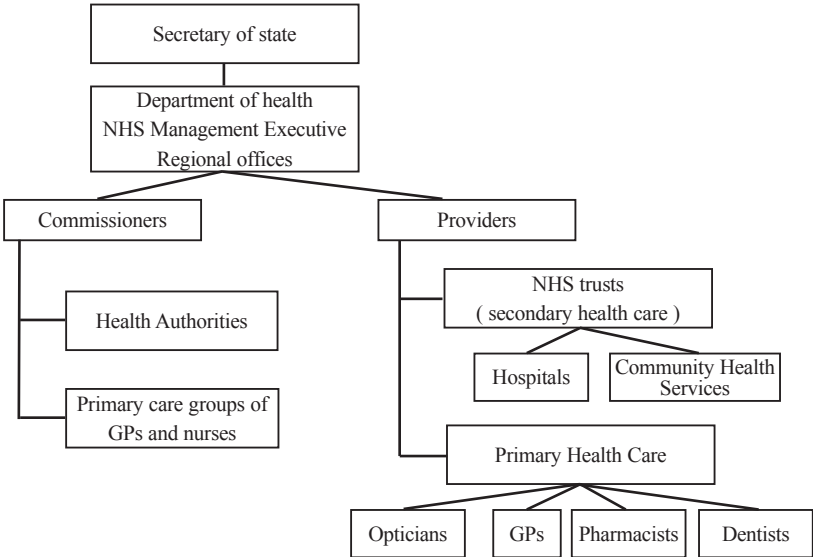 Secretary of state
Department of health
NHS Management Executive
Regional offices
Commissioners
Providers
Health Authorities
Primary care groups of
GPs and nurses
NHS trusts
( secondary health care )
Hospitals
Community Health
Services
Primary Health Care
Opticians
GPs
Pharmacists
Dentists